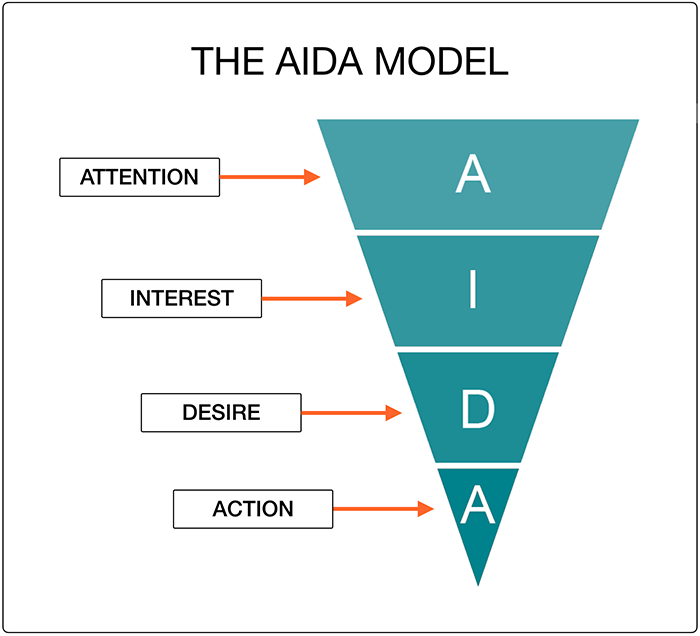 THE AIDA MODEL
ATTENTION
A
INTEREST
I
DESIRE
D
ACTION
A